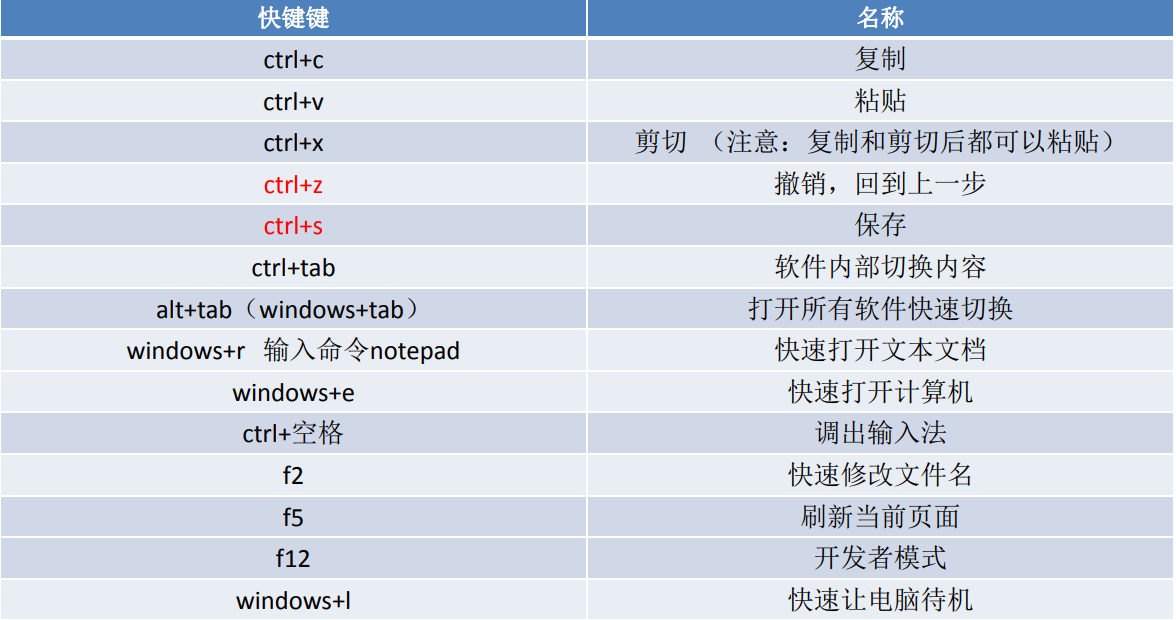 快键键 名称
ctrl+c 复制
ctrl+v 粘贴
ctrl+x 剪切 （注意：复制和剪切后都可以粘贴）
ctrl+z 撤销，回到上一步
ctrl+s 保存
ctrl+tab 软件内部切换内容
alt+tab（windows+tab） 打开所有软件快速切换
windows+r 输入命令notepad 快速打开文本文档
windows+e 快速打开计算机
ctrl+空格 调出输入法
f2 快速修改文件名
f5 刷新当前页面
f12 开发者模式
windows+l 快速让电脑待机